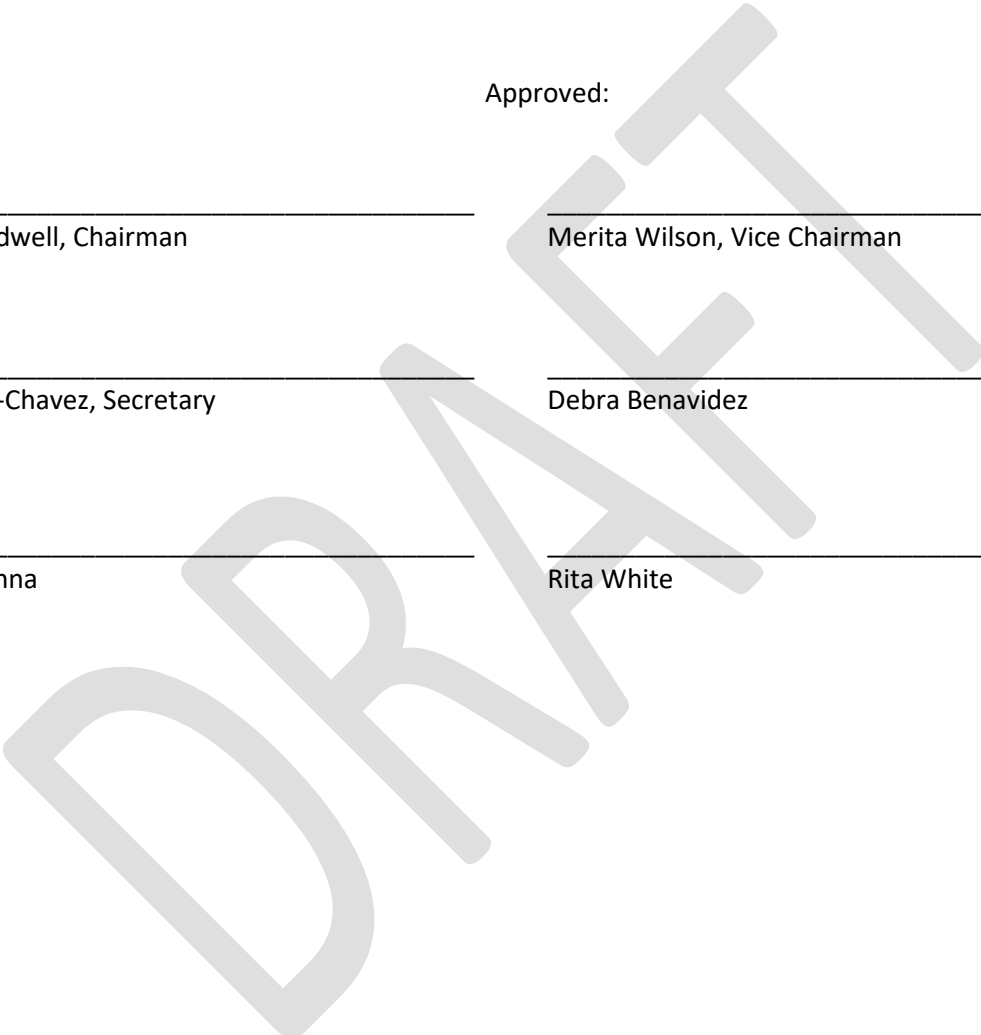 Approved:
dwell, Chairman
Merita Wilson, Vice Chairman
-Chavez, Secretary
Debra Benavidez
nna
Rita White
DRAFT